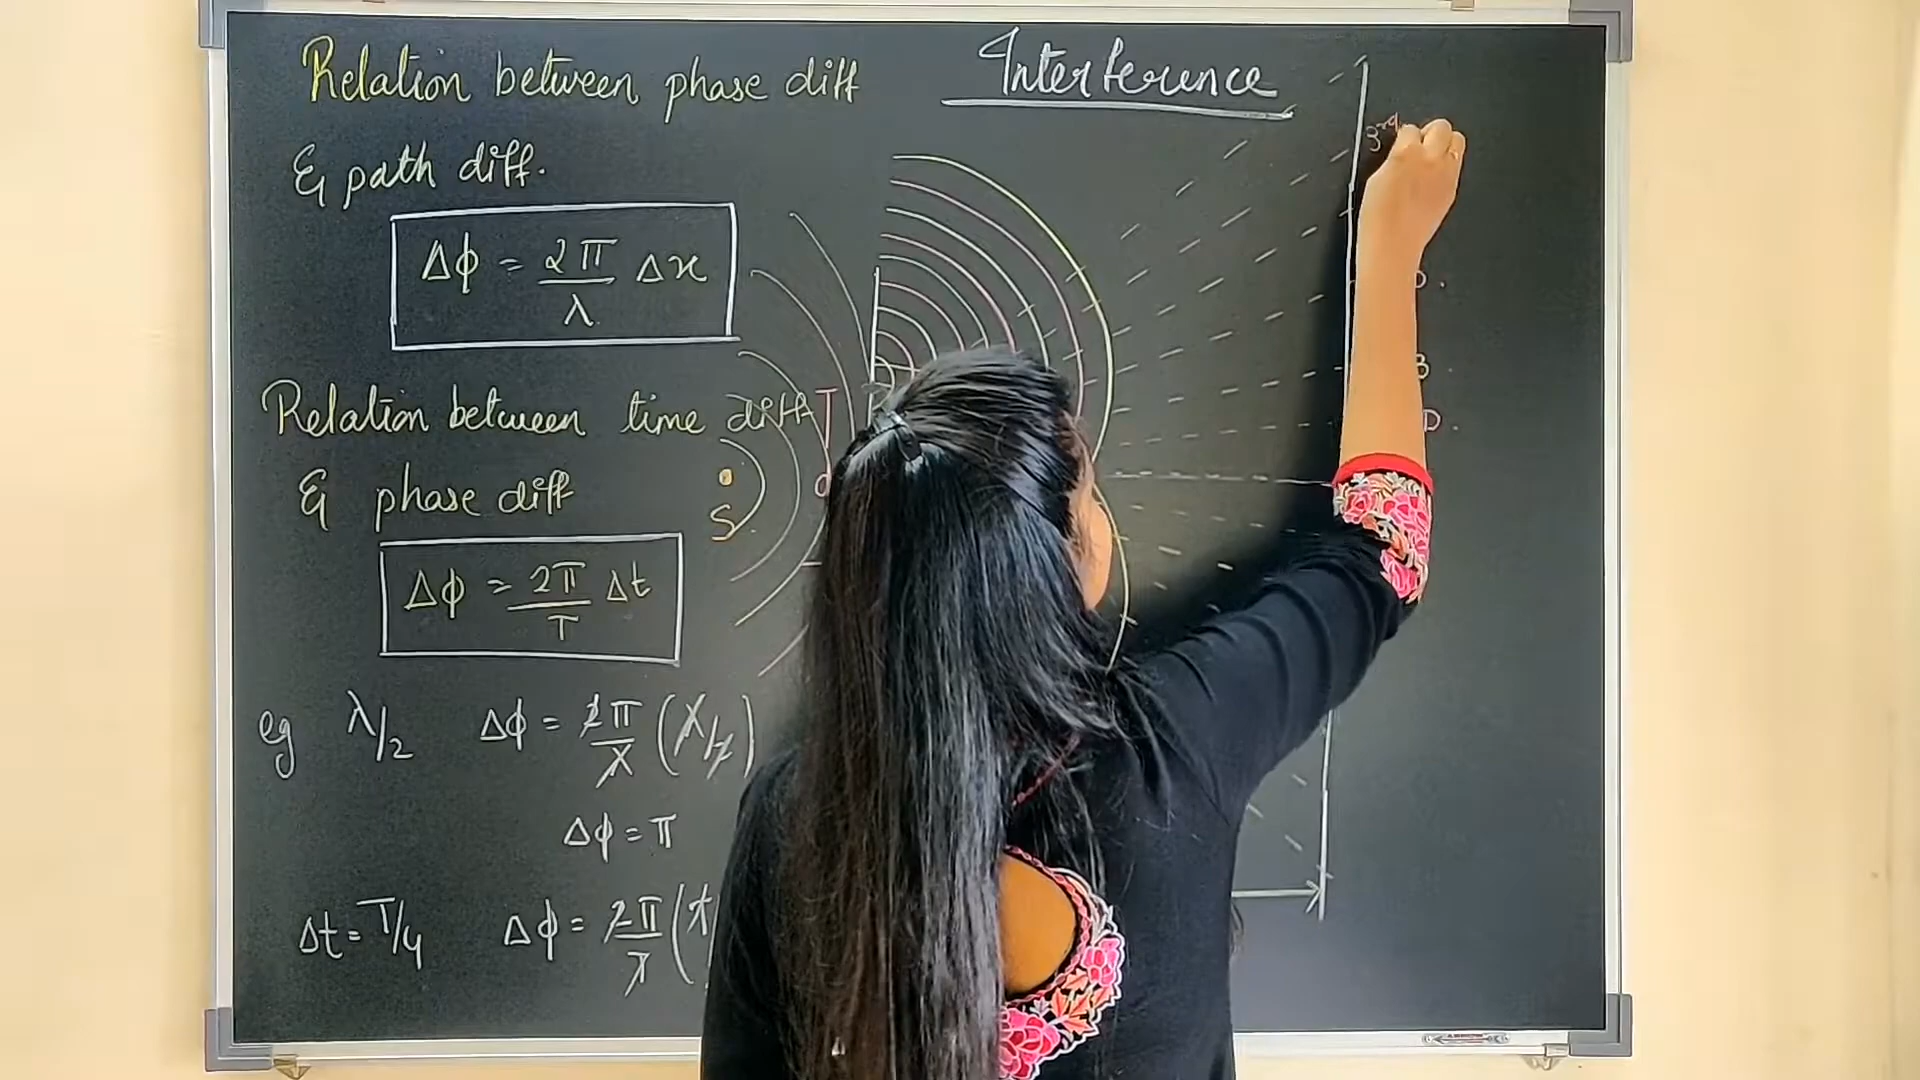 Relation between phase diff
& path diff.
Δφ = 2π/λ Δx
Relation between time diff
& phase diff
Δφ = 2π/T Δt
eg λ/2 Δφ = 2π/λ (λ/2)
Δφ = π
Δt = T/4 Δφ = 2π/T (T
Interference
S
d
3rd
D.
B.
D.